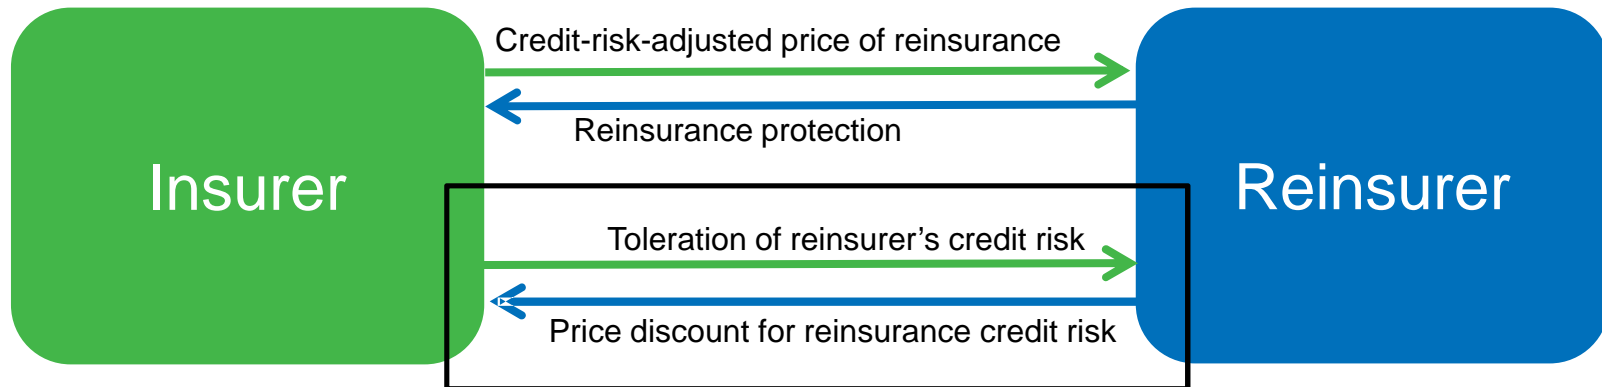 Credit-risk-adjusted price of reinsurance
Reinsurance protection
Insurer
Reinsurer
Toleration of reinsurer’s credit risk
Price discount for reinsurance credit risk